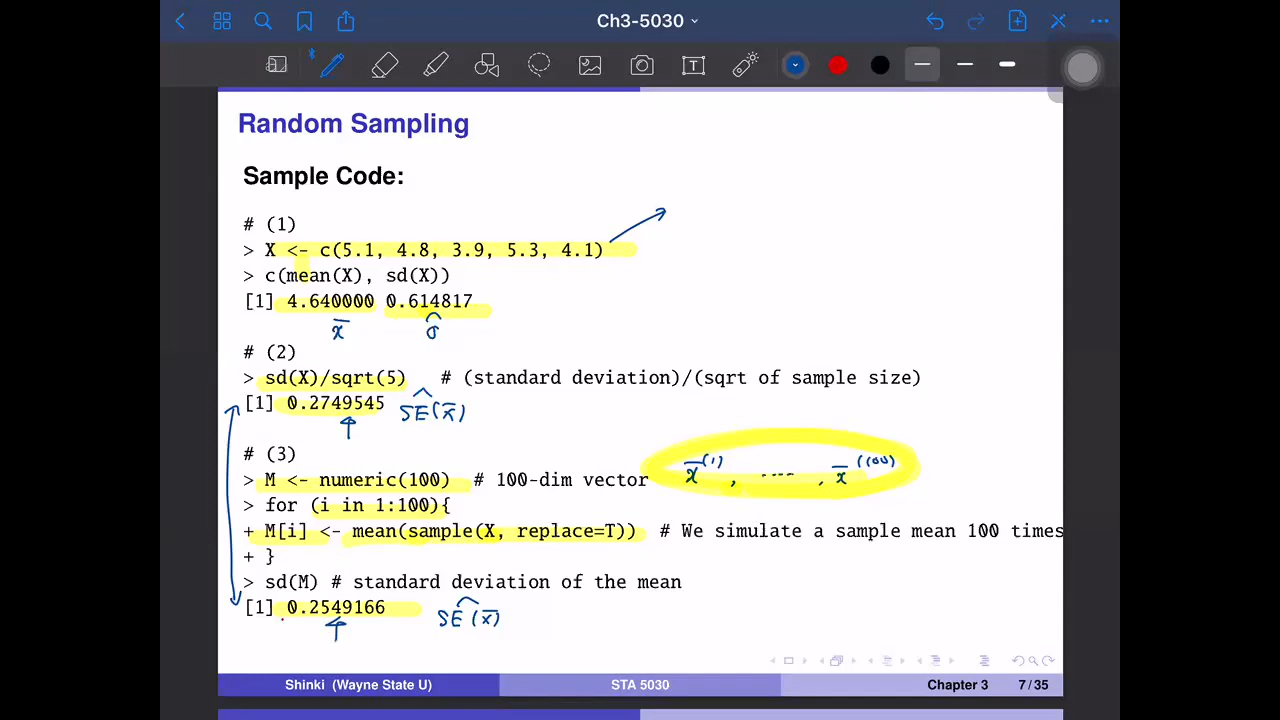 Ch3-5030
Random Sampling
Sample Code:
# (1)
> X <- c(5.1, 4.8, 3.9, 5.3, 4.1)
> c(mean(X), sd(X))
[1] 4.640000 0.614817
x̄ σ̂
# (2)
> sd(X)/sqrt(5) # (standard deviation)/(sqrt of sample size)
[1] 0.2749545 SE(x̄)
# (3)
> M <- numeric(100) # 100-dim vector x̄(1), ...., x̄(100)
> for (i in 1:100){
+ M[i] <- mean(sample(X, replace=T)) # We simulate a sample mean 100 times
+ }
> sd(M) # standard deviation of the mean
[1] 0.2549166 SE(x̄)
Shinki (Wayne State U) STA 5030 Chapter 3 7 / 35